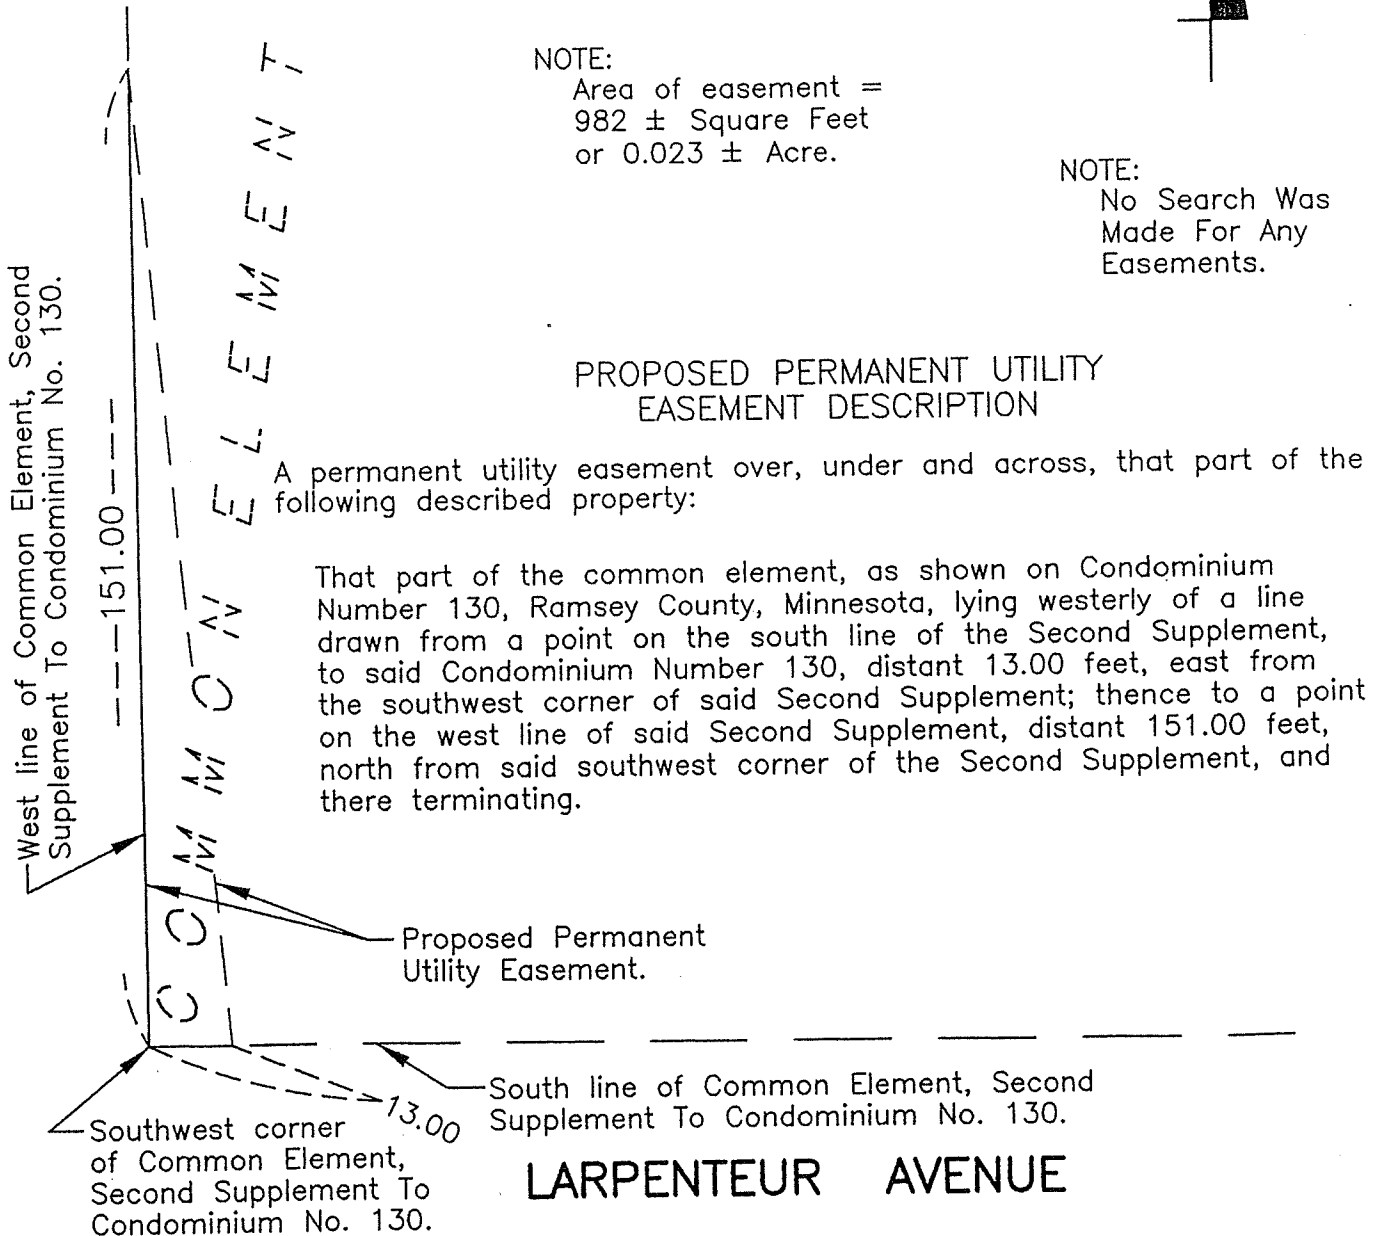 NOTE:
Area of easement =
982 ± Square Feet
or 0.023 ± Acre.
NOTE:
No Search Was
Made For Any
Easements.
West line of Common Element, Second
Supplement To Condominium No. 130.
151.00
COMMON ELEMENT
PROPOSED PERMANENT UTILITY
EASEMENT DESCRIPTION
A permanent utility easement over, under and across, that part of the
following described property:
That part of the common element, as shown on Condominium
Number 130, Ramsey County, Minnesota, lying westerly of a line
drawn from a point on the south line of the Second Supplement,
to said Condominium Number 130, distant 13.00 feet, east from
the southwest corner of said Second Supplement; thence to a point
on the west line of said Second Supplement, distant 151.00 feet,
north from said southwest corner of the Second Supplement, and
there terminating.
Proposed Permanent
Utility Easement.
South line of Common Element, Second
Supplement To Condominium No. 130.
13.00
Southwest corner
of Common Element,
Second Supplement To
Condominium No. 130.
LARPENTEUR AVENUE